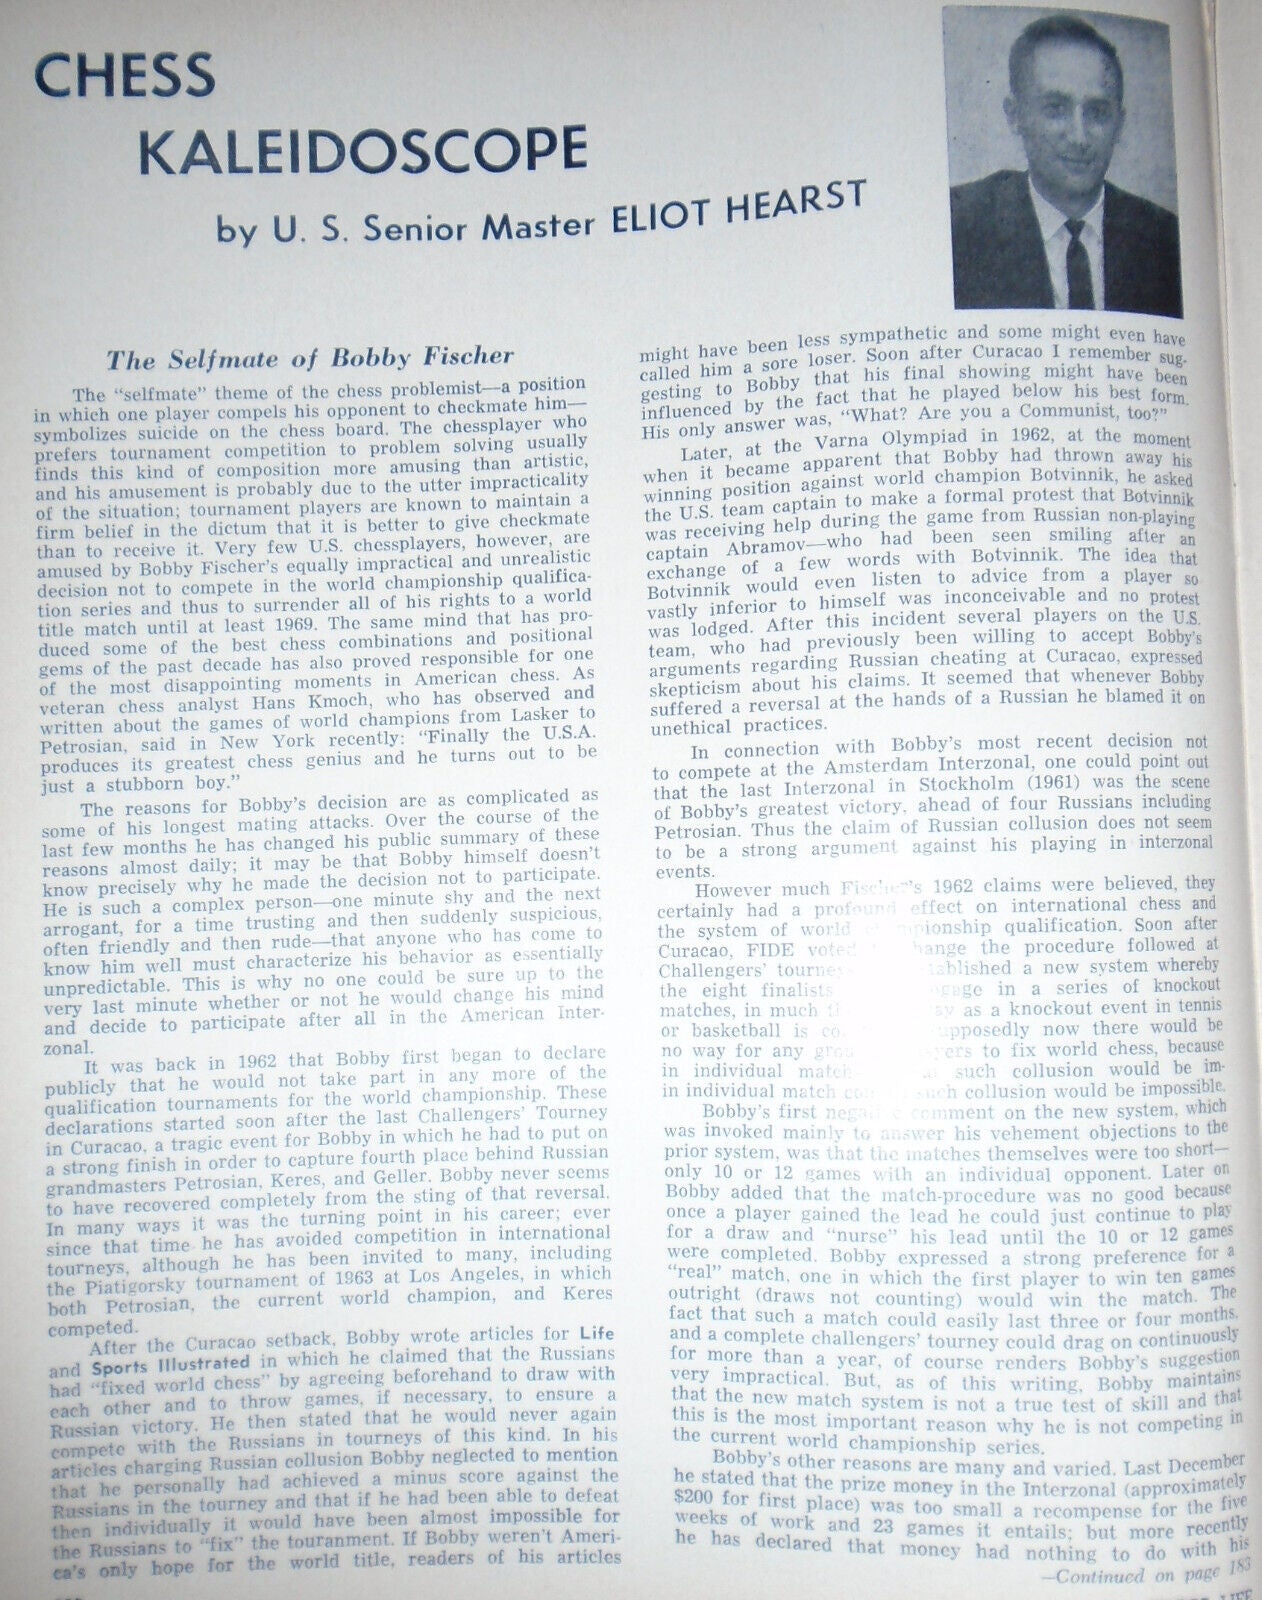 CHESS
KALEIDOSCOPE
by U. S. Senior Master ELIOT HEARST
The Selfmate of Bobby Fischer
The "selfmate" theme of the chess problemist—a position
in which one player compels his opponent to checkmate him—
symbolizes suicide on the chess board. The chessplayer who
prefers tournament competition to problem solving usually
finds this kind of composition more amusing than artistic,
and his amusement is probably due to the utter impracticality
of the situation; tournament players are known to maintain a
firm belief in the dictum that it is better to give checkmate
than to receive it. Very few U.S. chessplayers, however, are
amused by Bobby Fischer's equally impractical and unrealistic
decision not to compete in the world championship qualifica-
tion series and thus to surrender all of his rights to a world
title match until at least 1969. The same mind that has pro-
duced some of the best chess combinations and positional
gems of the past decade has also proved responsible for one
of the most disappointing moments in American chess. As
veteran chess analyst Hans Kmoch, who has observed and
written about the games of world champions from Lasker to
Petrosian, said in New York recently: "Finally the U.S.A.
produces its greatest chess genius and he turns out to be
just a stubborn boy."
The reasons for Bobby's decision are as complicated as
some of his longest mating attacks. Over the course of the
last few months he has changed his public summary of these
reasons almost daily; it may be that Bobby himself doesn't
know precisely why he made the decision not to participate.
He is such a complex person—one minute shy and the next
arrogant, for a time trusting and then suddenly suspicious,
often friendly and then rude—that anyone who has come to
know him well must characterize his behavior as essentially
unpredictable. This is why no one could be sure up to the
very last minute whether or not he would change his mind
and decide to participate after all in the American Inter-
zonal.
It was back in 1962 that Bobby first began to declare
publicly that he would not take part in any more of the
qualification tournaments for the world championship. These
declarations started soon after the last Challengers' Tourney
in Curacao, a tragic event for Bobby in which he had to put on
a strong finish in order to capture fourth place behind Russian
grandmasters Petrosian, Keres, and Geller. Bobby never seems
to have recovered completely from the sting of that reversal.
In many ways it was the turning point in his career; ever
since that time he has avoided competition in international
tourneys, although he has been invited to many, including
the Piatigorsky tournament of 1963 at Los Angeles, in which
both Petrosian, the current world champion, and Keres
competed.
After the Curacao setback, Bobby wrote articles for Life
and Sports Illustrated in which he claimed that the Russians
had "fixed world chess" by agreeing beforehand to draw with
each other and to throw games, if necessary, to ensure a
Russian victory. He then stated that he would never again
compete with the Russians in tourneys of this kind. In his
articles charging Russian collusion Bobby neglected to mention
that he personally had achieved a minus score against the
Russians in the tourney and that if he had been able to defeat
then individually it would have been almost impossible for
the Russians to "fix" the touranment. If Bobby weren't Ameri-
ca's only hope for the world title, readers of his articles
might have been less sympathetic and some might even have
called him a sore loser. Soon after Curacao I remember sug-
gesting to Bobby that his final showing might have been
influenced by the fact that he played below his best form.
His only answer was, "What? Are you a Communist, too?"
Later, at the Varna Olympiad in 1962, at the moment
when it became apparent that Bobby had thrown away his
winning position against world champion Botvinnik, he asked
the U.S. team captain to make a formal protest that Botvinnik
was receiving help during the game from Russian non-playing
captain Abramov—who had been seen smiling after an
exchange of a few words with Botvinnik. The idea that
Botvinnik would even listen to advice from a player so
vastly inferior to himself was inconceivable and no protest
was lodged. After this incident several players on the U.S.
team, who had previously been willing to accept Bobby's
arguments regarding Russian cheating at Curacao, expressed
skepticism about his claims. It seemed that whenever Bobby
suffered a reversal at the hands of a Russian he blamed it on
unethical practices.
In connection with Bobby's most recent decision not
to compete at the Amsterdam Interzonal, one could point out
that the last Interzonal in Stockholm (1961) was the scene
of Bobby's greatest victory, ahead of four Russians including
Petrosian. Thus the claim of Russian collusion does not seem
to be a strong argument against his playing in interzonal
events.
However much Fischer's 1962 claims were believed, they
certainly had a profound effect on international chess and
the system of world championship qualification. Soon after
Curacao, FIDE voted to change the procedure followed at
Challengers' established a new system whereby
the eight finalists engage in a series of knockout
matches, in much as a knockout event in tennis
or basketball is supposedly now there would be
no way for any to fix world chess, because
in individual such collusion would be im-
in individual match such collusion would be impossible.
Bobby's first negative comment on the new system, which
was invoked mainly to answer his vehement objections to the
prior system, was that the matches themselves were too short—
only 10 or 12 games with an individual opponent. Later on
Bobby added that the match-procedure was no good because
once a player gained the lead he could just continue to play
for a draw and "nurse" his lead until the 10 or 12 games
were completed. Bobby expressed a strong preference for a
"real" match, one in which the first player to win ten games
outright (draws not counting) would win the match. The
fact that such a match could easily last three or four months,
and a complete challengers' tourney could drag on continuously
for more than a year, of course renders Bobby's suggestion
very impractical. But, as of this writing, Bobby maintains
that the new match system is not a true test of skill and that
this is the most important reason why he is not competing in
the current world championship series.
Bobby's other reasons are many and varied. Last December
he stated that the prize money in the Interzonal (approximately
$200 for first place) was too small a recompense for the five
weeks of work and 23 games it entails; but more recently
he has declared that money had nothing to do with his
—Continued on page 183